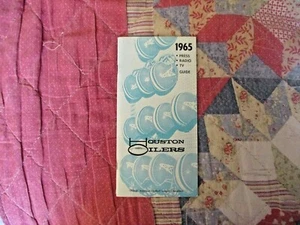 1965
• PRESS
• RADIO
• TV
GUIDE
HOUSTON
OILERS